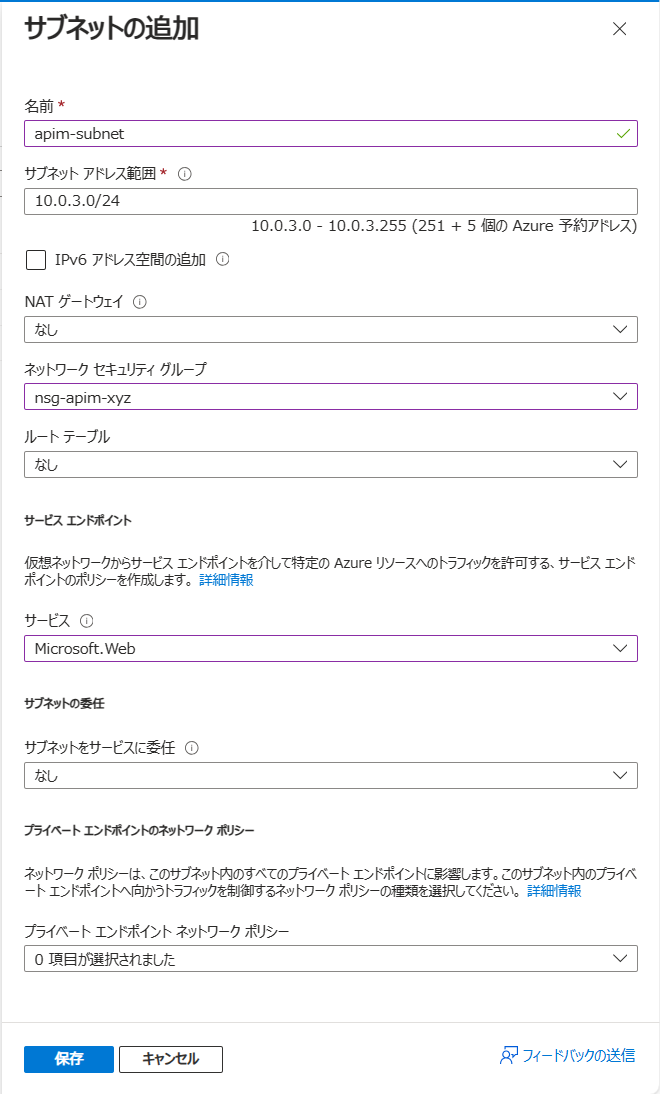 サブネットの追加
名前 *
apim-subnet
サブネット アドレス範囲 *
10.0.3.0/24
10.0.3.0 - 10.0.3.255 (251 + 5 個の Azure 予約アドレス)
IPv6 アドレス空間の追加
NAT ゲートウェイ
なし
ネットワーク セキュリティ グループ
nsg-apim-xyz
ルート テーブル
なし
サービス エンドポイント
仮想ネットワークからサービス エンドポイントを介して特定の Azure リソースへのトラフィックを許可する、サービス エンド
ポイントのポリシーを作成します。 詳細情報
サービス
Microsoft.Web
サブネットの委任
サブネットをサービスに委任
なし
プライベート エンドポイントのネットワーク ポリシー
ネットワーク ポリシーは、このサブネット内のすべてのプライベート エンドポイントに影響します。このサブネット内のプライベ
ート エンドポイントへ向かうトラフィックを制御するネットワーク ポリシーの種類を選択してください。 詳細情報
プライベート エンドポイント ネットワーク ポリシー
0 項目が選択されました
保存
キャンセル
フィードバックの送信